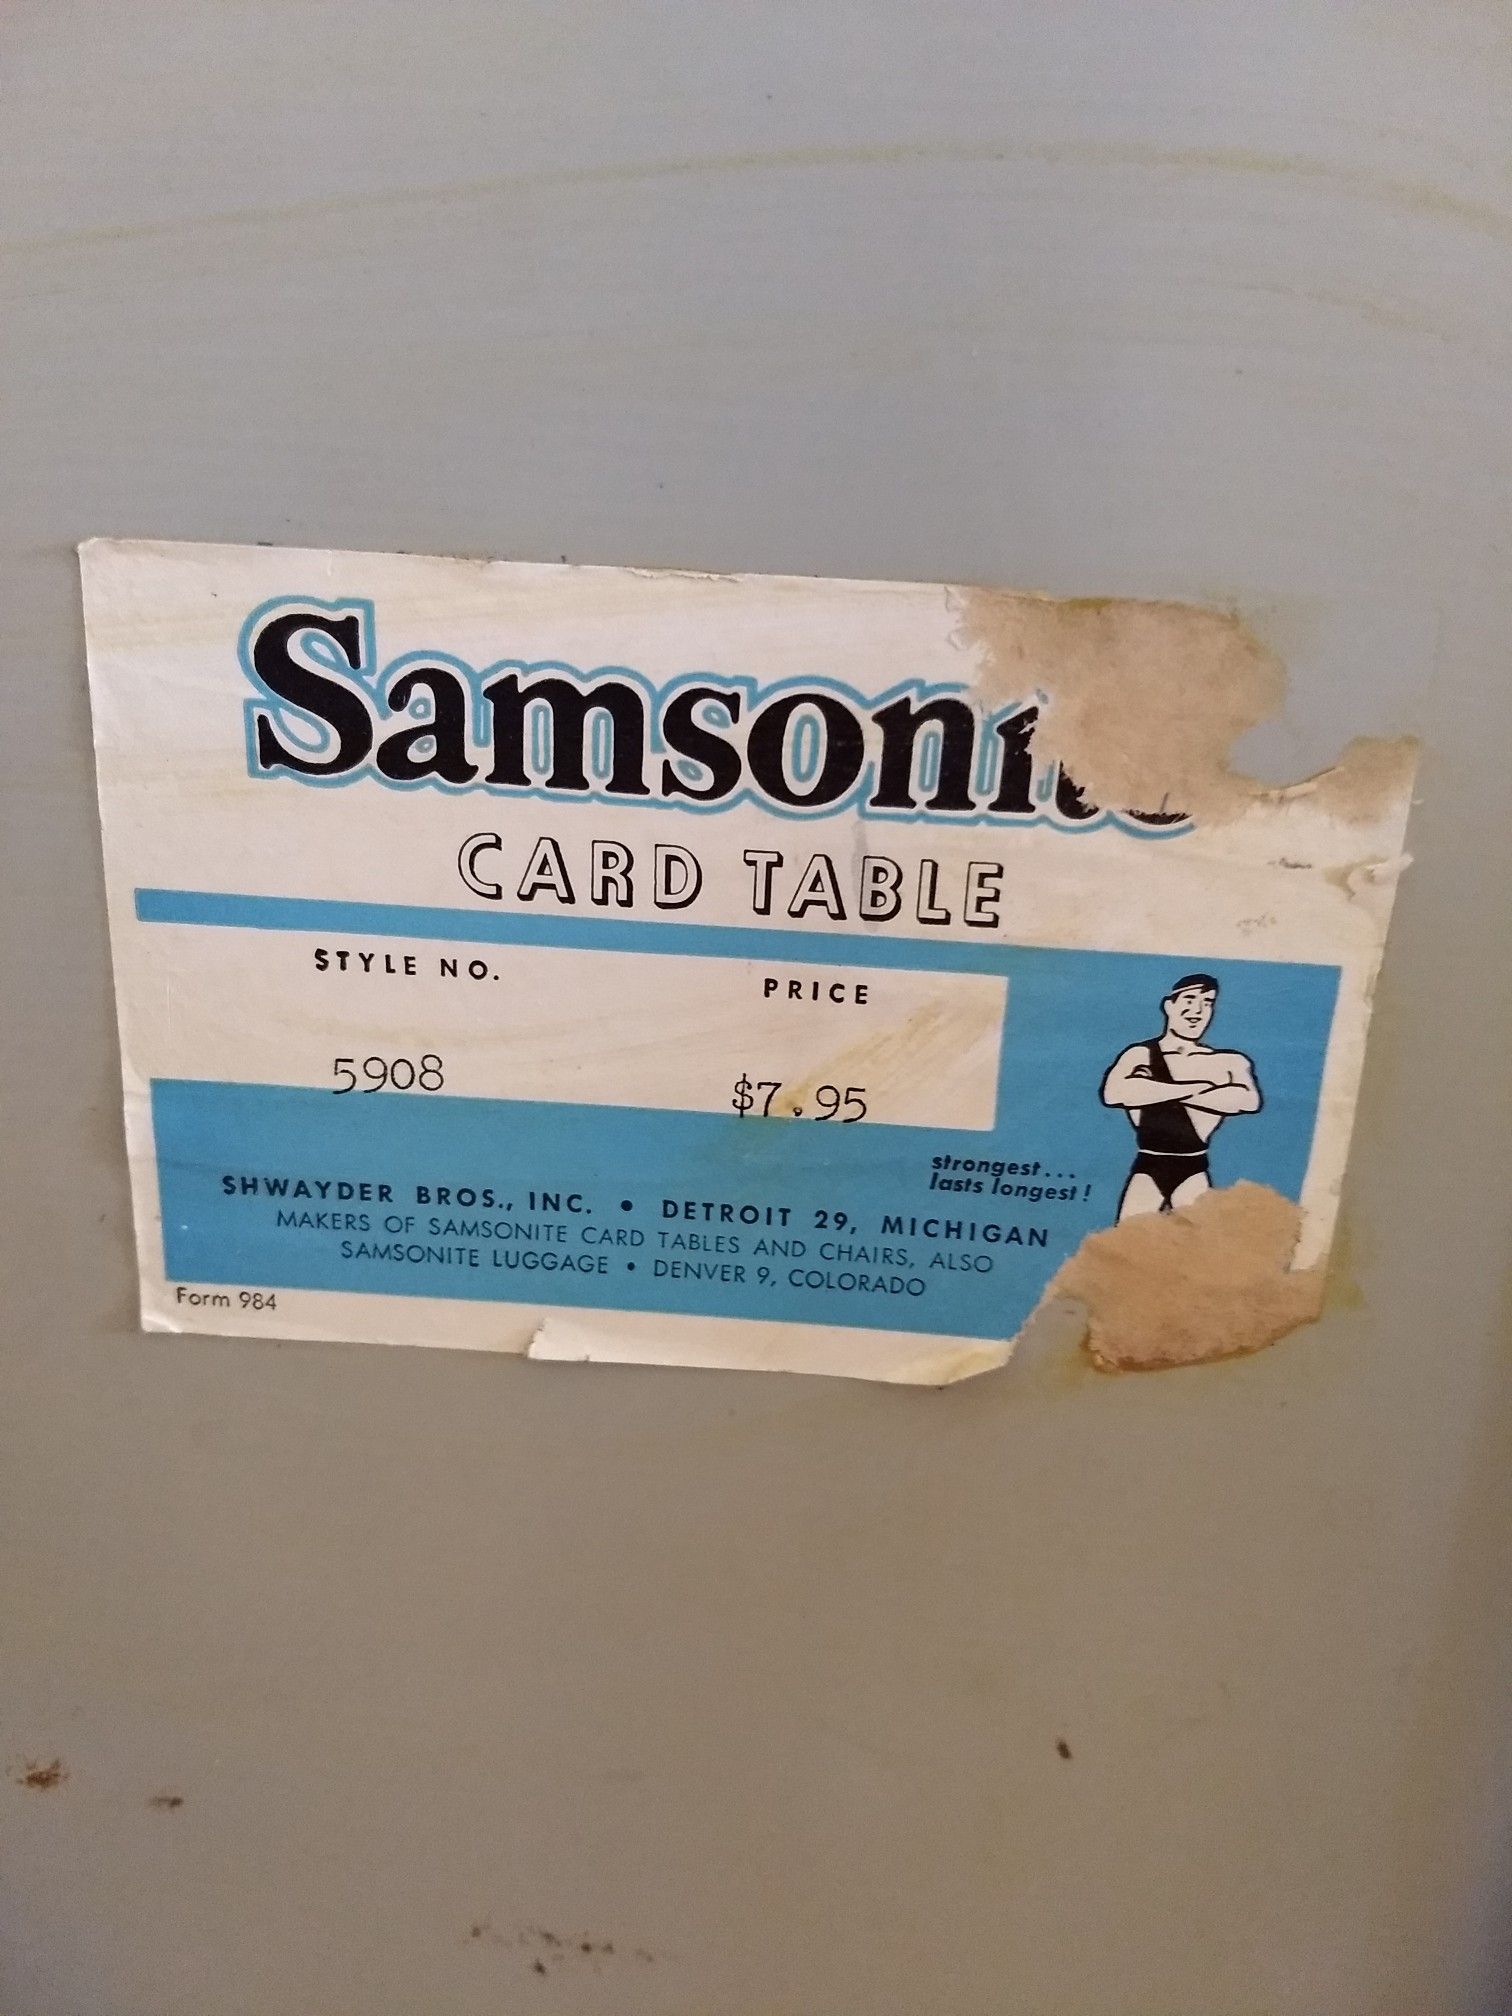 Samsonite
CARD TABLE
STYLE NO. PRICE
5908 $7.95
strongest...
lasts longest!
SHWAYDER BROS., INC. • DETROIT 29, MICHIGAN
MAKERS OF SAMSONITE CARD TABLES AND CHAIRS, ALSO
SAMSONITE LUGGAGE • DENVER 9, COLORADO
Form 984